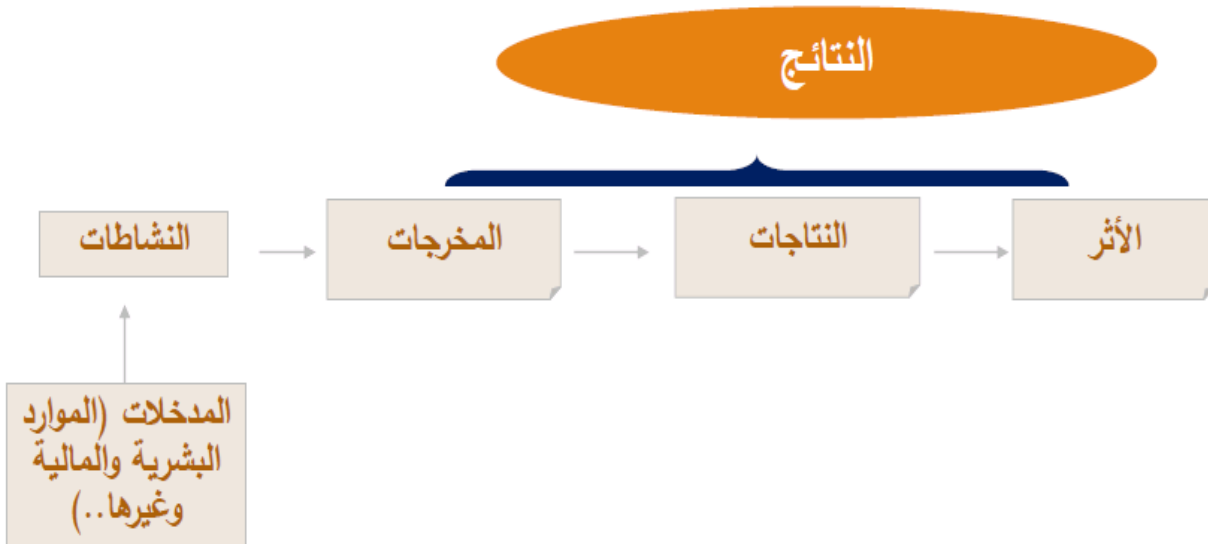 النتائج
النشاطات
المخرجات
النتاجات
الأثر
المدخلات (الموارد
البشرية والمالية
وغيرها..)